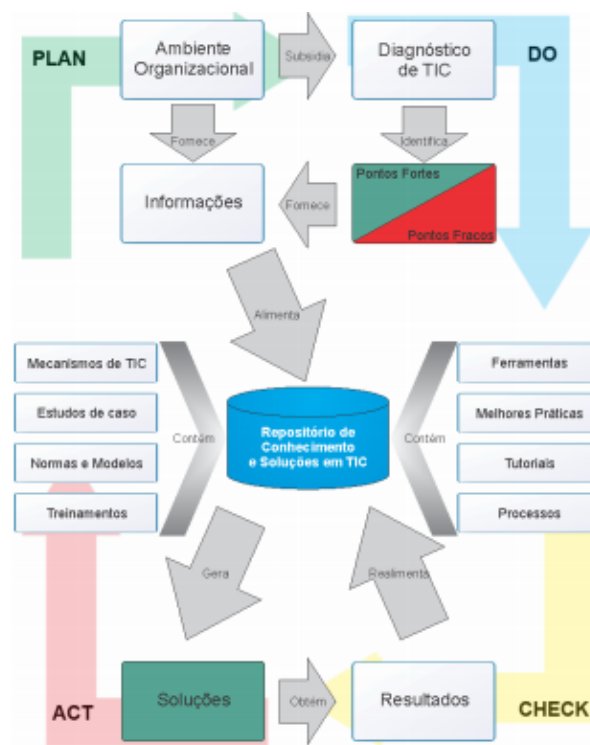 PLAN
Ambiente
Organizacional
Subsidia
Diagnóstico
de TIC
DO
Fornece
Identifica
Informações
Fornece
Pontos Fortes
Pontos Fracos
Alimenta
Mecanismos de TIC
Estudos de caso
Normas e Modelos
Treinamentos
Contém
Repositório de
Conhecimento
e Soluções em TIC
Contém
Ferramentas
Melhores Práticas
Tutoriais
Processos
Gera
Realimenta
ACT
Soluções
Obtém
Resultados
CHECK